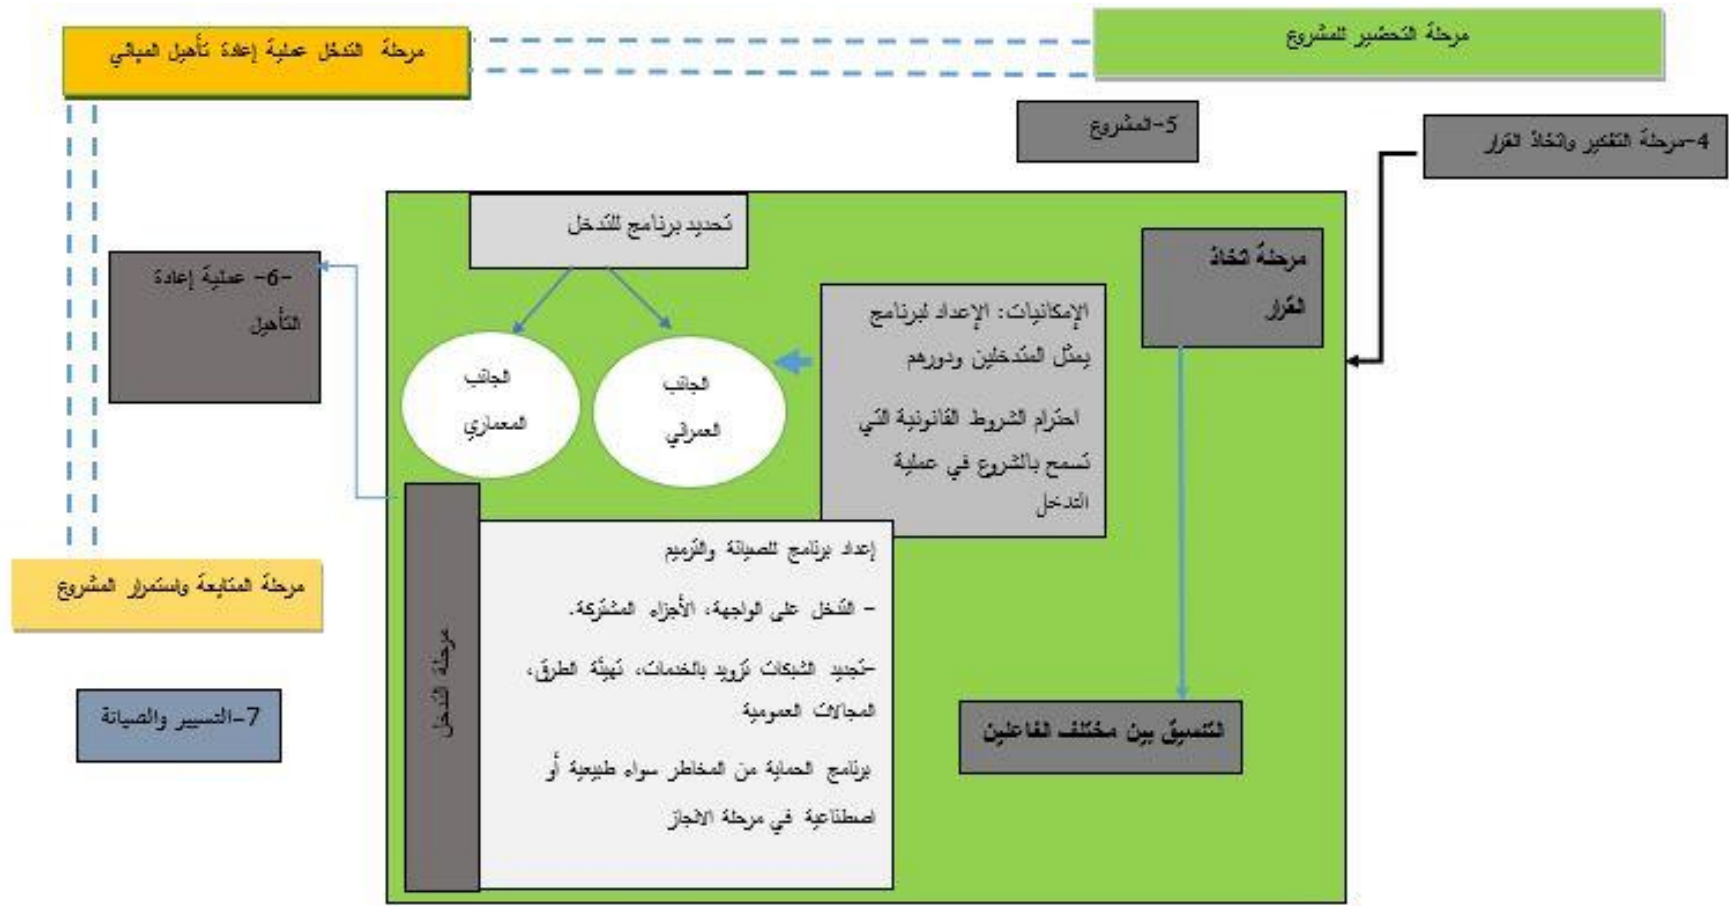 مرحلة التحضير للمشروع
مرحلة التدخل عملية إعادة تأهيل المباني
5-المشروع
4-مرحلة التفكير واتخاذ القرار
تحديد برنامج للتدخل
مرحلة اتخاذ
القرار
-6- عملية إعادة
التأهيل
الإمكانيات: الإعداد لبرنامج
يمثل المتدخلين ودورهم
احترام الشروط القانونية التي
تسمح بالشروع في عملية
التدخل
الجانب
العمراني
الجانب
المعماري
إعداد برنامج للصيانة والترميم
- التدخل على الواجهة، الأجزاء المشتركة.
-تجديد الشبكات تزويد بالخدمات، تهيئة الطرق،
المجالات العمومية
برنامج الحماية من المخاطر سواء طبيعية أو
اصطناعية في مرحلة الانجاز
مرحلة التدخل
مرحلة المتابعة واستمرار المشروع
7-التسيير والصيانة
التنسيق بين مختلف الفاعلين